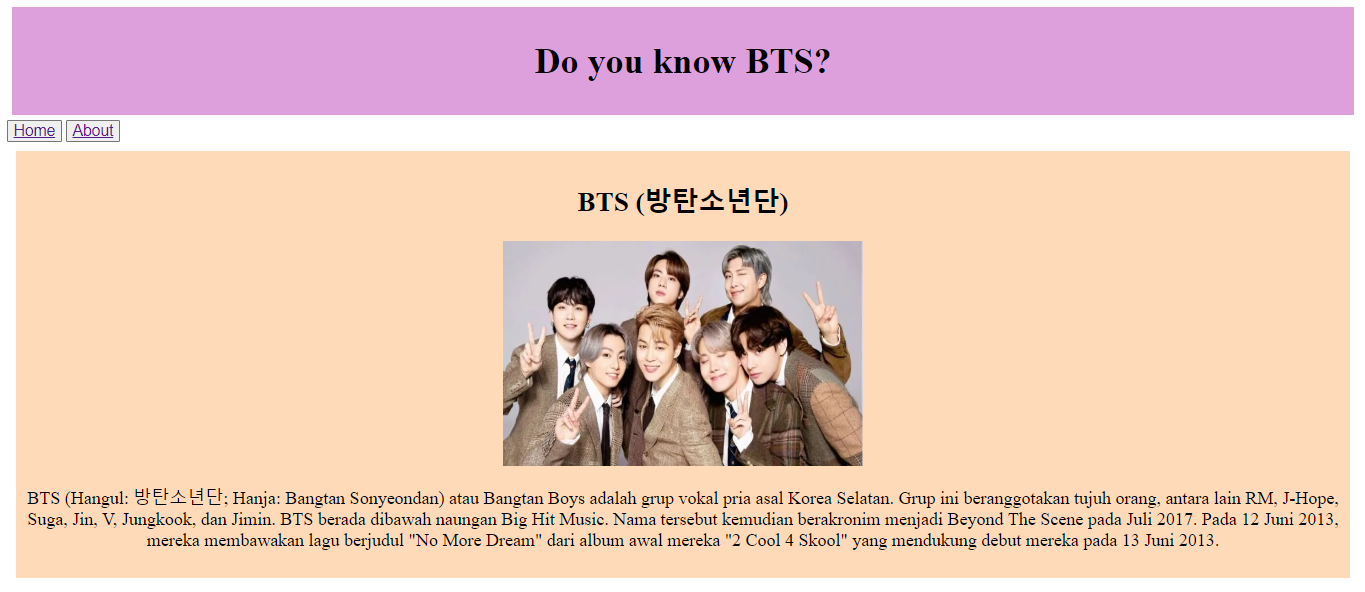 Do you know BTS?
Home About
BTS (방탄소년단)
BTS (Hangul: 방탄소년단; Hanja: Bangtan Sonyeondan) atau Bangtan Boys adalah grup vokal pria asal Korea Selatan. Grup ini beranggotakan tujuh orang, antara lain RM, J-Hope,
Suga, Jin, V, Jungkook, dan Jimin. BTS berada dibawah naungan Big Hit Music. Nama tersebut kemudian berakronim menjadi Beyond The Scene pada Juli 2017. Pada 12 Juni 2013,
mereka membawakan lagu berjudul "No More Dream" dari album awal mereka "2 Cool 4 Skool" yang mendukung debut mereka pada 13 Juni 2013.